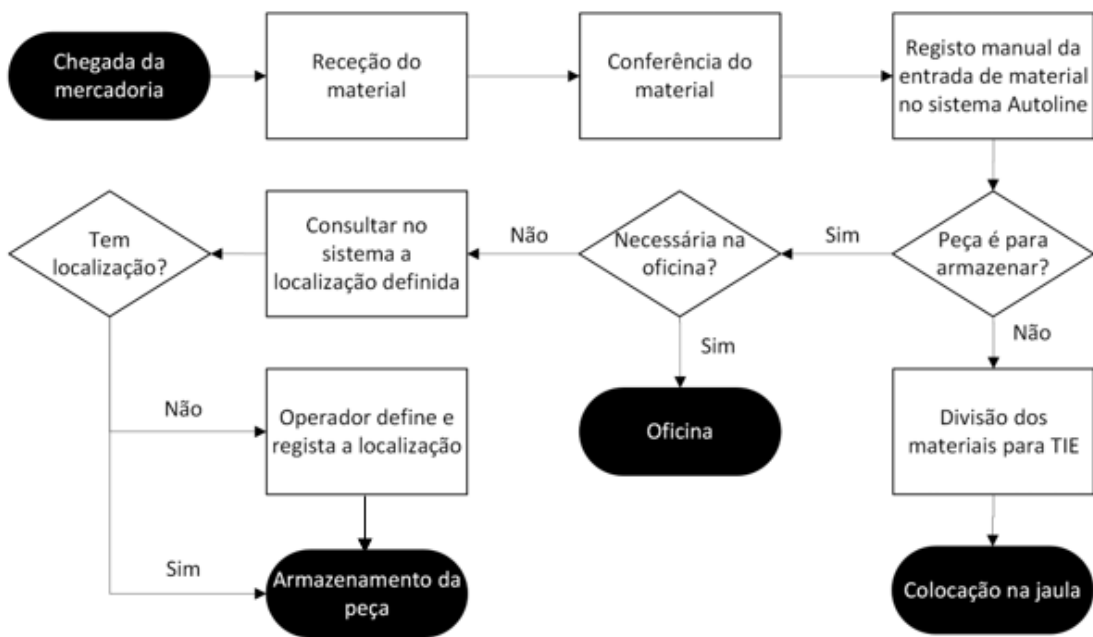 Chegada da
mercadoria
Receção do
material
Conferência do
material
Registo manual da
entrada de material
no sistema Autoline
Tem
localização?
Consultar no
sistema a
localização definida
Não
Necessária na
oficina?
Sim
Peça é para
armazenar?
Sim
Não
Não
Operador define e
regista a localização
Oficina
Divisão dos
materiais para TIE
Sim
Armazenamento da
peça
Colocação na jaula